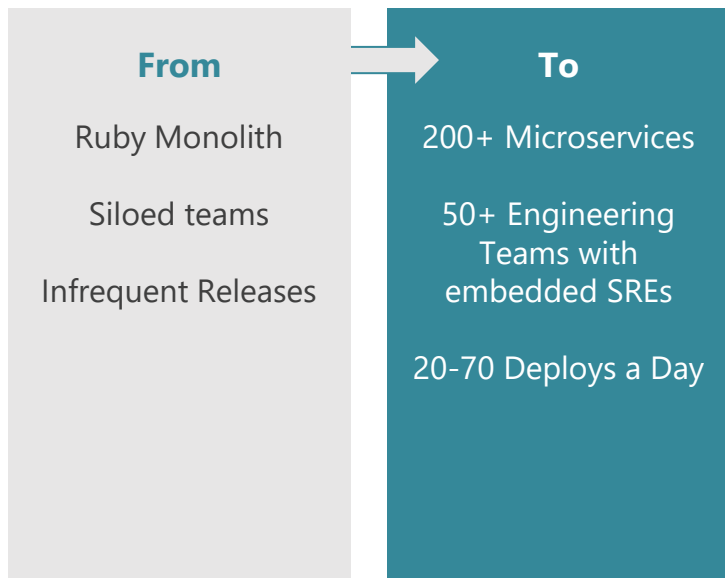 From
Ruby Monolith
Siloed teams
Infrequent Releases
To
200+ Microservices
50+ Engineering
Teams with
embedded SREs
20-70 Deploys a Day